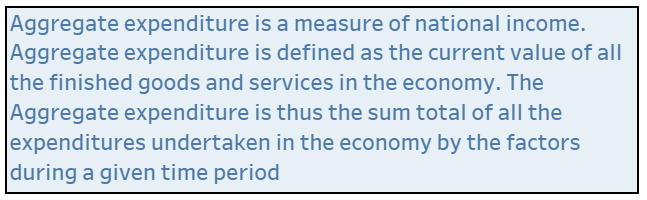 Aggregate expenditure is a measure of national income.
Aggregate expenditure is defined as the current value of all
the finished goods and services in the economy. The
Aggregate expenditure is thus the sum total of all the
expenditures undertaken in the economy by the factors
during a given time period